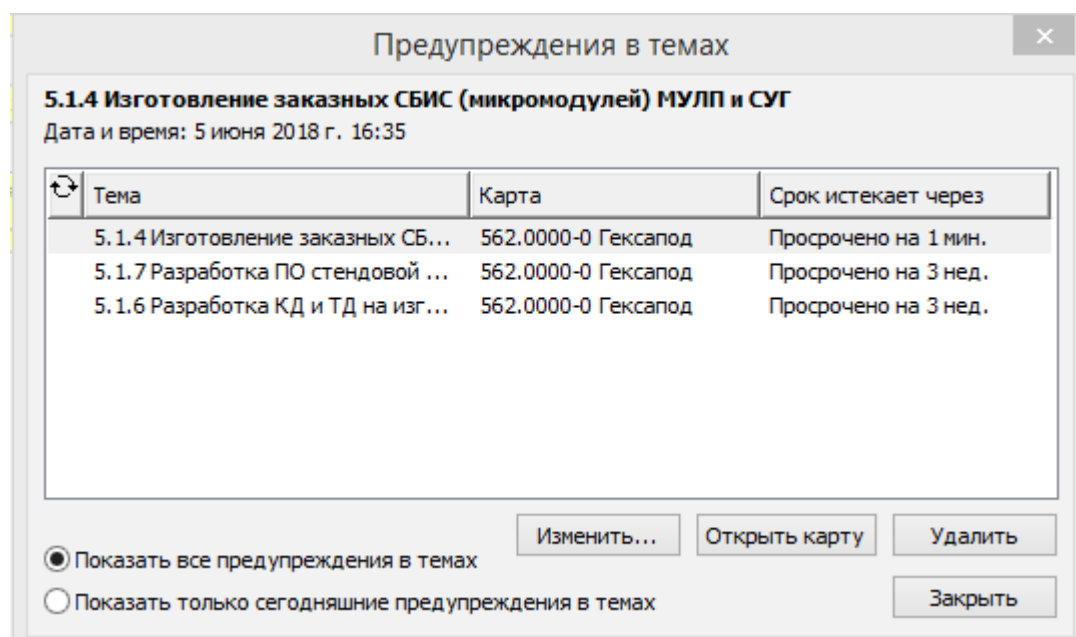 Предупреждения в темах
5.1.4 Изготовление заказных СБИС (микромодулей) МУЛП и СУГ
Дата и время: 5 июня 2018 г. 16:35
Тема Карта Срок истекает через
5.1.4 Изготовление заказных СБ... 562.0000-0 Гексапод Просрочено на 1 мин.
5.1.7 Разработка ПО стендовой ... 562.0000-0 Гексапод Просрочено на 3 нед.
5.1.6 Разработка КД и ТД на изг... 562.0000-0 Гексапод Просрочено на 3 нед.
Изменить... Открыть карту Удалить
Показать все предупреждения в темах
Показать только сегодняшние предупреждения в темах
Закрыть